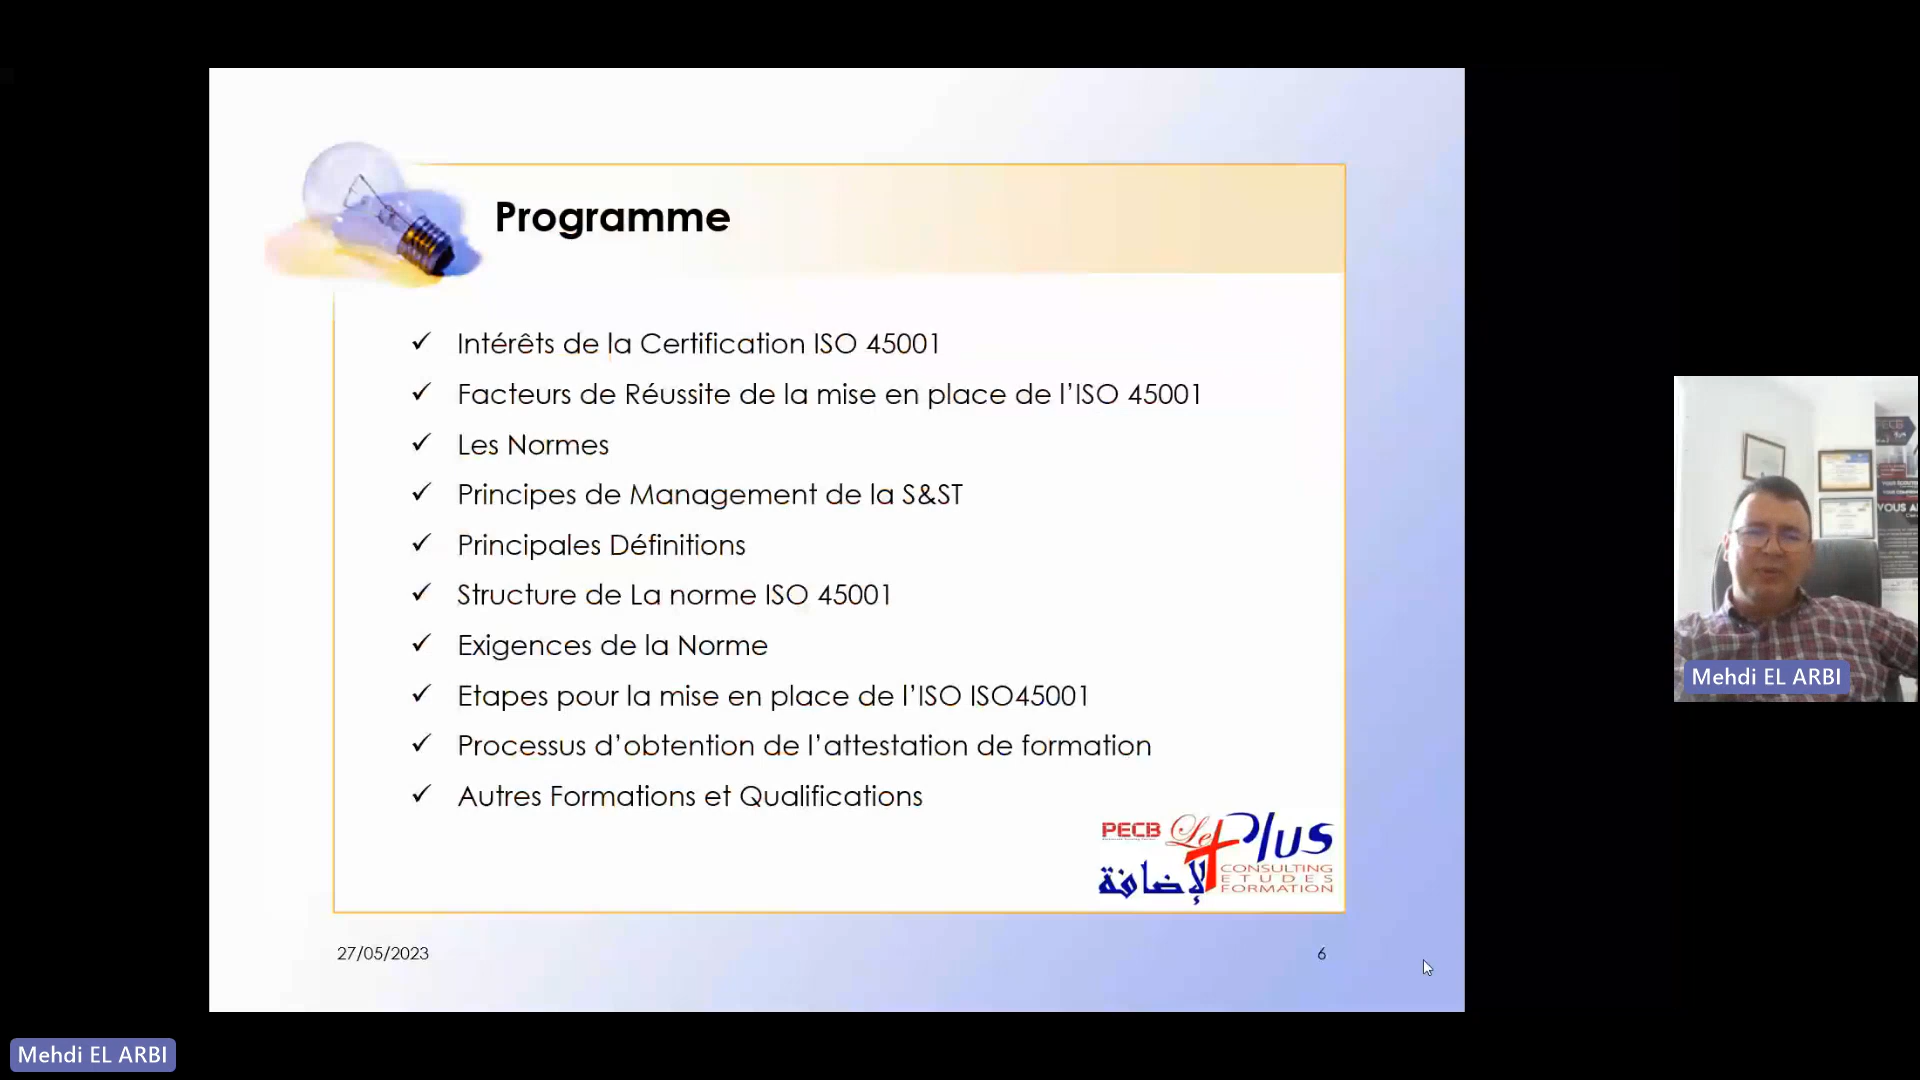 Programme
✓ Intérêts de la Certification ISO 45001
✓ Facteurs de Réussite de la mise en place de l’ISO 45001
✓ Les Normes
✓ Principes de Management de la S&ST
✓ Principales Définitions
✓ Structure de La norme ISO 45001
✓ Exigences de la Norme
✓ Etapes pour la mise en place de l’ISO ISO45001
✓ Processus d’obtention de l’attestation de formation
✓ Autres Formations et Qualifications
PECB
Le Plus
الإضافة
CONSULTING
ETUDES
FORMATION
27/05/2023
6
PECB
VOUS A
Mehdi EL ARBI
Mehdi EL ARBI